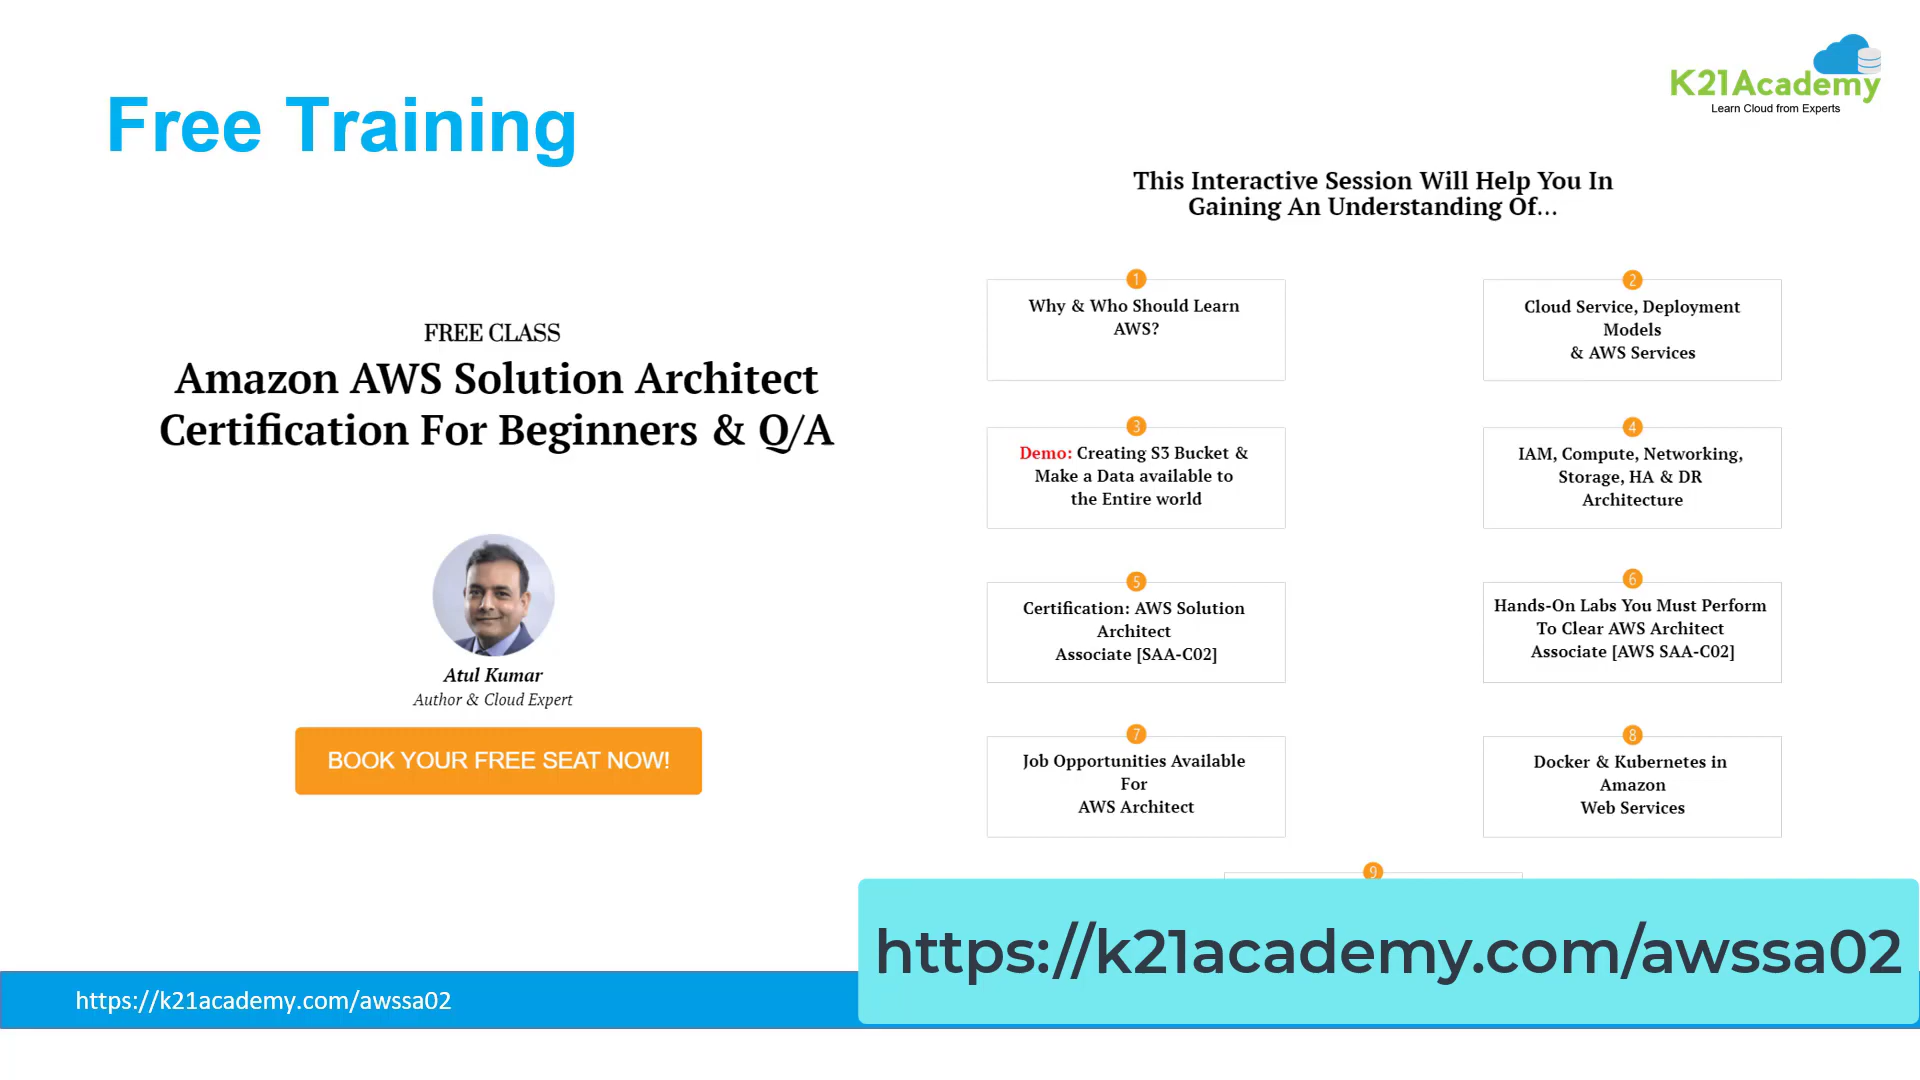 K21Academy
Learn Cloud from Experts
Free Training
This Interactive Session Will Help You In
Gaining An Understanding Of...
FREE CLASS
Amazon AWS Solution Architect
Certification For Beginners & Q/A
Atul Kumar
Author & Cloud Expert
BOOK YOUR FREE SEAT NOW!
1
Why & Who Should Learn
AWS?
2
Cloud Service, Deployment
Models
& AWS Services
3
Demo: Creating S3 Bucket &
Make a Data available to
the Entire world
4
IAM, Compute, Networking,
Storage, HA & DR
Architecture
5
Certification: AWS Solution
Architect
Associate [SAA-C02]
6
Hands-On Labs You Must Perform
To Clear AWS Architect
Associate [AWS SAA-C02]
7
Job Opportunities Available
For
AWS Architect
8
Docker & Kubernetes in
Amazon
Web Services
9
https://k21academy.com/awssa02
https://k21academy.com/awssa02